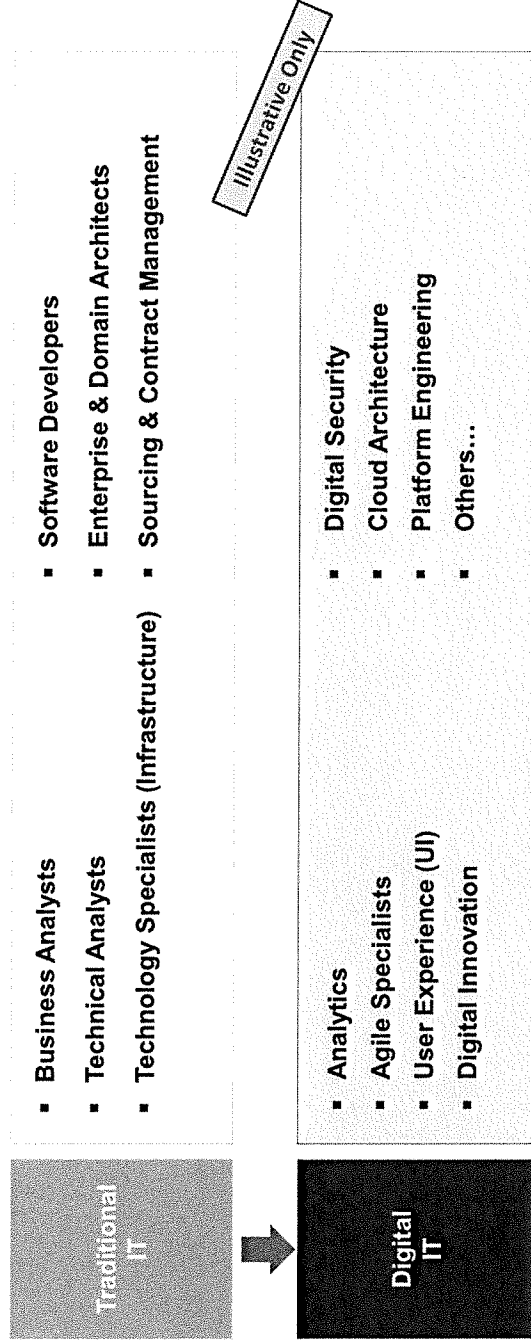 Traditional
IT
▪ Business Analysts
▪ Technical Analysts
▪ Technology Specialists (Infrastructure)
▪ Software Developers
▪ Enterprise & Domain Architects
▪ Sourcing & Contract Management
Illustrative Only
Digital
IT
▪ Analytics
▪ Agile Specialists
▪ User Experience (UI)
▪ Digital Innovation
▪ Digital Security
▪ Cloud Architecture
▪ Platform Engineering
▪ Others...